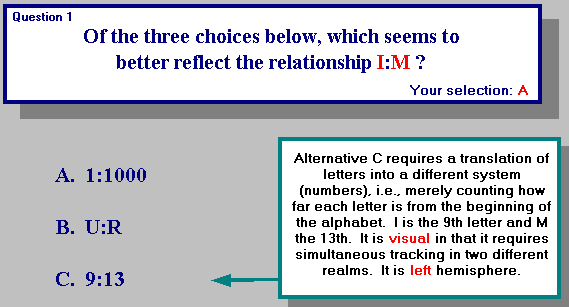 Question 1
Of the three choices below, which seems to
better reflect the relationship I:M ?
Your selection: A
A. 1:1000
B. U:R
C. 9:13
Alternative C requires a translation of
letters into a different system
(numbers), i.e., merely counting how
far each letter is from the beginning of
the alphabet. I is the 9th letter and M
the 13th. It is visual in that it requires
simultaneous tracking in two different
realms. It is left hemisphere.